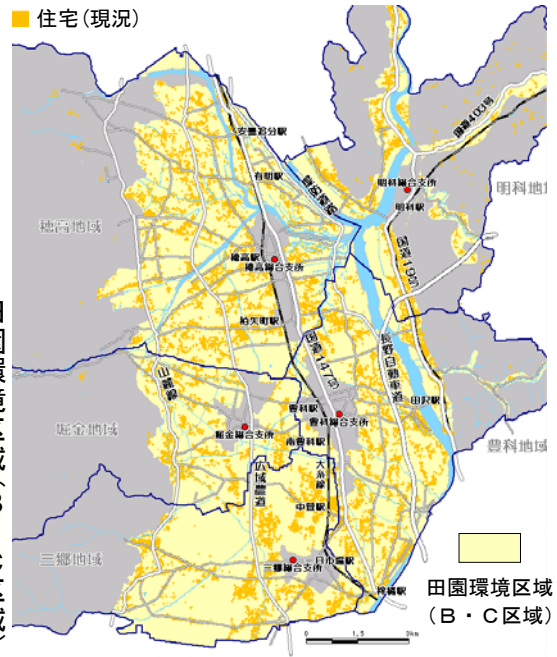 住宅(現況)
国道403号
安曇追分駅
有明駅
明科総合支所
明科駅
明科地域
穂高地域
国道19号
穂高駅
穂高総合支所
柏矢町駅
国道147号
長野自動車道
山麓線
豊科駅
豊科総合支所
田沢駅
堀金地域
堀金総合支所
南豊科駅
豊科地域
広域農道
大糸線
中萱駅
三郷地域
三郷総合支所
一日市場駅
梓橋駅
田園環境区域
(B・C区域)
0 1.5 3km